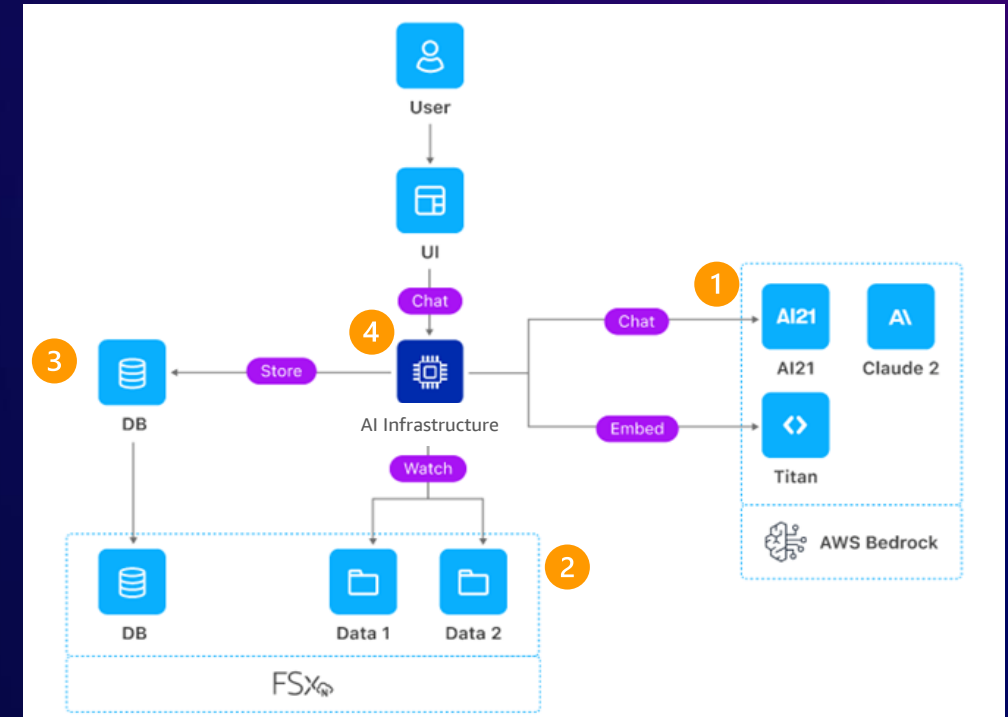 User
UI
Chat
1
4
Chat
AI21
A\
3
Store
AI21
Claude 2
DB
AI Infrastructure
Embed
Watch
Titan
AWS Bedrock
2
DB
Data 1
Data 2
FSx
N